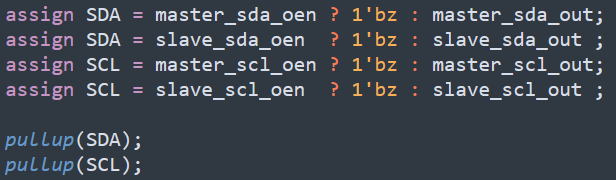 assign SDA = master_sda_oen ? 1'bz : master_sda_out;
assign SDA = slave_sda_oen  ? 1'bz : slave_sda_out ;
assign SCL = master_scl_oen ? 1'bz : master_scl_out;
assign SCL = slave_scl_oen  ? 1'bz : slave_scl_out ;

pullup(SDA);
pullup(SCL);